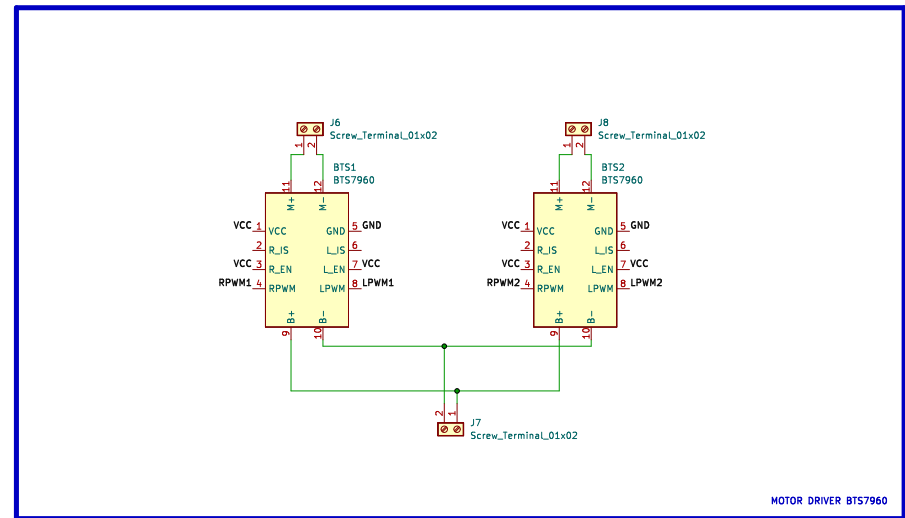 J6
Screw_Terminal_01x02
1
2
J8
Screw_Terminal_01x02
1
2
BTS1
BTS7960
11
12
M+
M-
VCC 1 VCC GND 5 GND
2 R_IS L_IS 6
VCC 3 R_EN L_EN 7 VCC
RPWM1 4 RPWM LPWM 8 LPWM1
B+
B-
9
10
BTS2
BTS7960
11
12
M+
M-
VCC 1 VCC GND 5 GND
2 R_IS L_IS 6
VCC 3 R_EN L_EN 7 VCC
RPWM2 4 RPWM LPWM 8 LPWM2
B+
B-
9
10
2
1
J7
Screw_Terminal_01x02
MOTOR DRIVER BTS7960